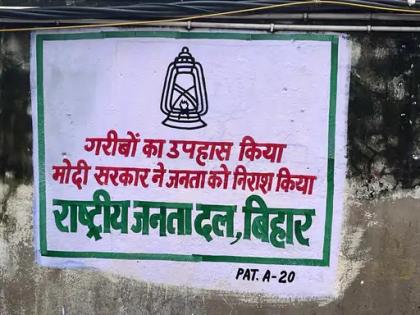 गरीबों का उपहास किया
मोदी सरकार ने जनता को निराश किया
राष्ट्रीय जनता दल, बिहार
PAT. A-20